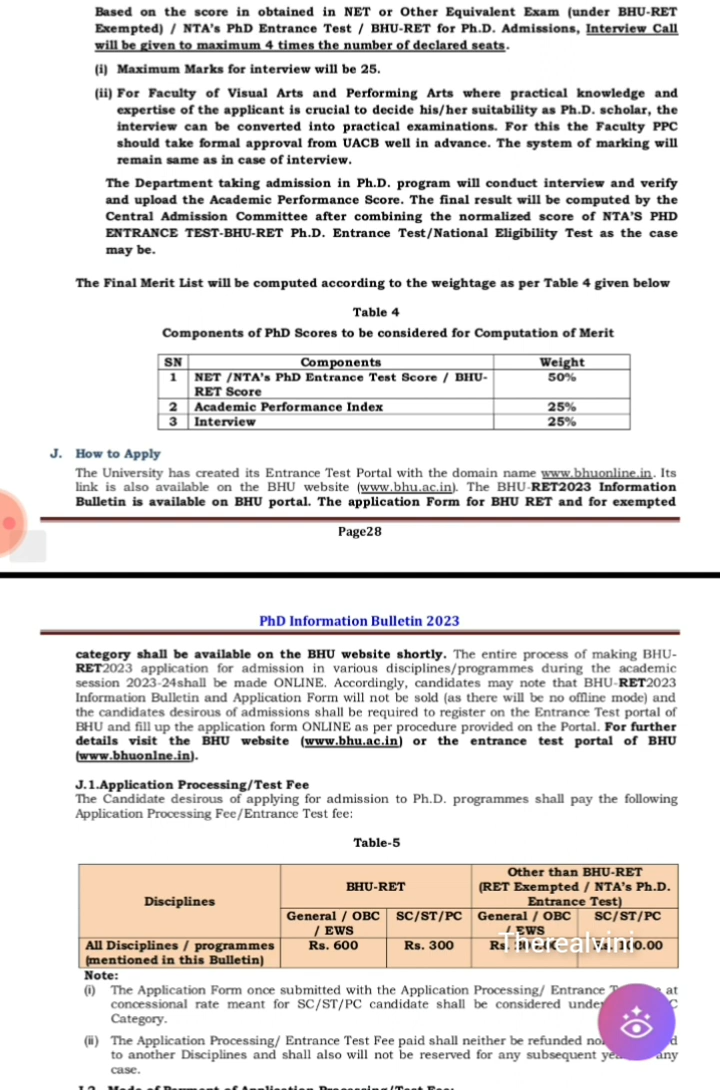 Based on the score in obtained in NET or Other Equivalent Exam (under BHU-RET
Exempted) / NTA's PhD Entrance Test / BHU-RET for Ph.D. Admissions, Interview Call
will be given to maximum 4 times the number of declared seats.
(i) Maximum Marks for interview will be 25.
(ii) For Faculty of Visual Arts and Performing Arts where practical knowledge and
expertise of the applicant is crucial to decide his/her suitability as Ph.D. scholar, the
interview can be converted into practical examinations. For this the Faculty PPC
should take formal approval from UACB well in advance. The system of marking will
remain same as in case of interview.
The Department taking admission in Ph.D. program will conduct interview and verify
and upload the Academic Performance Score. The final result will be computed by the
Central Admission Committee after combining the normalized score of NTA'S PHD
ENTRANCE TEST-BHU-RET Ph.D. Entrance Test/National Eligibility Test as the case
may be.
The Final Merit List will be computed according to the weightage as per Table 4 given below
Table 4
Components of PhD Scores to be considered for Computation of Merit
SN Components Weight
1 NET /NTA's PhD Entrance Test Score / BHU- 50%
RET Score
2 Academic Performance Index 25%
3 Interview 25%
J. How to Apply
The University has created its Entrance Test Portal with the domain name www.bhuonline.in. Its
link is also available on the BHU website (www.bhu.ac.in). The BHU-RET2023 Information
Bulletin is available on BHU portal. The application Form for BHU RET and for exempted
Page28
PhD Information Bulletin 2023
category shall be available on the BHU website shortly. The entire process of making BHU-
RET2023 application for admission in various disciplines/programmes during the academic
session 2023-24shall be made ONLINE. Accordingly, candidates may note that BHU-RET2023
Information Bulletin and Application Form will not be sold (as there will be no offline mode) and
the candidates desirous of admissions shall be required to register on the Entrance Test portal of
BHU and fill up the application form ONLINE as per procedure provided on the Portal. For further
details visit the BHU website (www.bhu.ac.in) or the entrance test portal of BHU
(www.bhuonlne.in).
J.1.Application Processing/Test Fee
The Candidate desirous of applying for admission to Ph.D. programmes shall pay the following
Application Processing Fee/Entrance Test fee:
Table-5
Disciplines BHU-RET Other than BHU-RET
(RET Exempted / NTA's Ph.D.
Entrance Test)
General / OBC SC/ST/PC General / OBC SC/ST/PC
/ EWS / EWS
All Disciplines / programmes Rs. 600 Rs. 300
(mentioned in this Bulletin)
Therealvini
Note:
(i) The Application Form once submitted with the Application Processing/ Entrance at
concessional rate meant for SC/ST/PC candidate shall be considered under
Category.
(ii) The Application Processing/ Entrance Test Fee paid shall neither be refunded
to another Disciplines and shall also will not be reserved for any subsequent any
case.